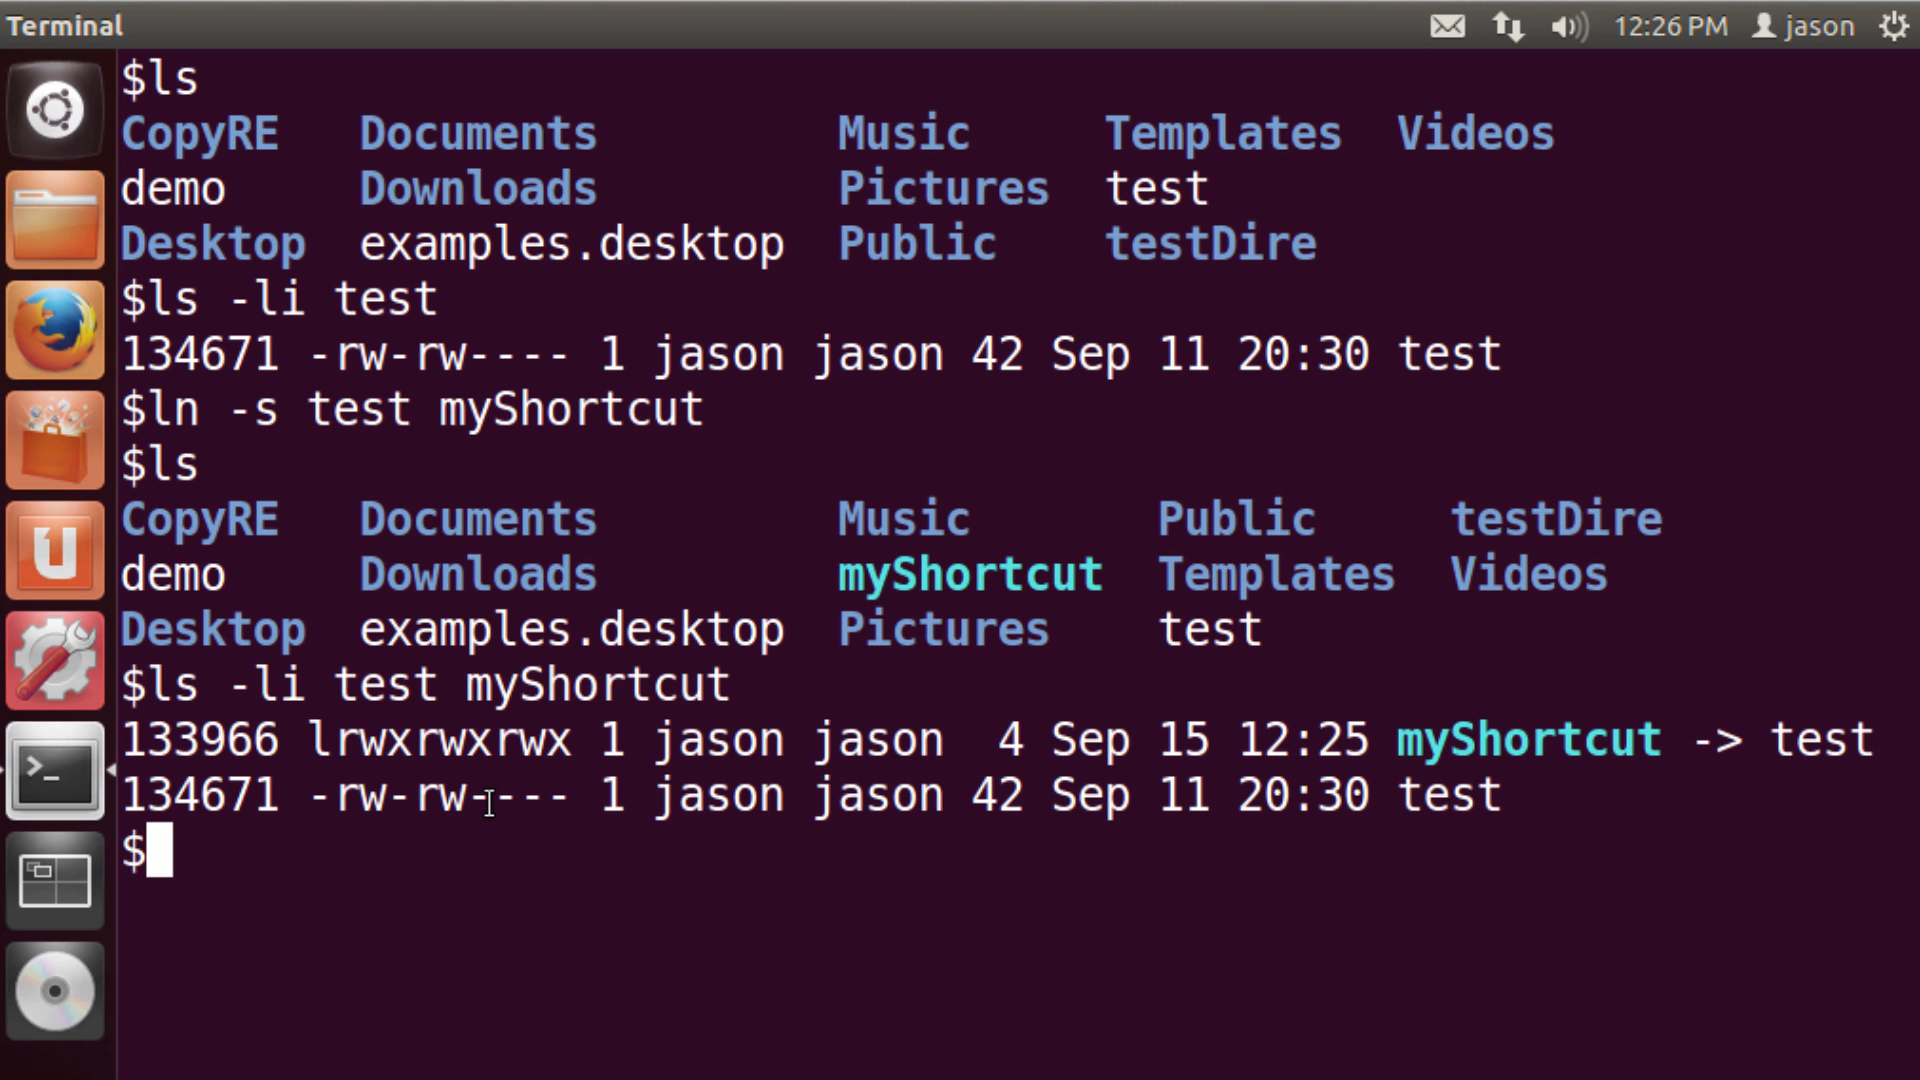 Terminal 12:26 PM jason
$ls
CopyRE Documents Music Templates Videos
demo Downloads Pictures test
Desktop examples.desktop Public testDire
$ls -li test
134671 -rw-rw---- 1 jason jason 42 Sep 11 20:30 test
$ln -s test myShortcut
$ls
CopyRE Documents Music Public testDire
demo Downloads myShortcut Templates Videos
Desktop examples.desktop Pictures test
$ls -li test myShortcut
133966 lrwxrwxrwx 1 jason jason 4 Sep 15 12:25 myShortcut -> test
134671 -rw-rw---- 1 jason jason 42 Sep 11 20:30 test
$